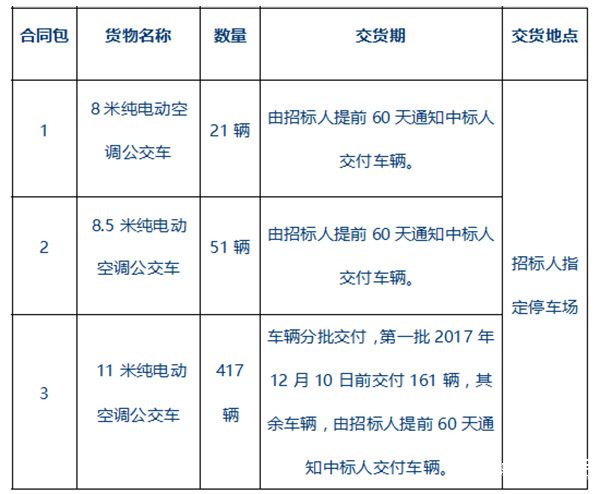 合同包 货物名称 数量 交货期 交货地点
1
8 米纯电动空
调公交车
21 辆
由招标人提前 60 天通知中标人
交付车辆。
2
8.5 米纯电动
空调公交车
51 辆
由招标人提前 60 天通知中标人
交付车辆。
3
11 米纯电动
空调公交车
417
辆
车辆分批交付,第一批 2017 年
12 月 10 日前交付 161 辆，其
余车辆，由招标人提前 60 天通
知中标人交付车辆。
招标人指
定停车场